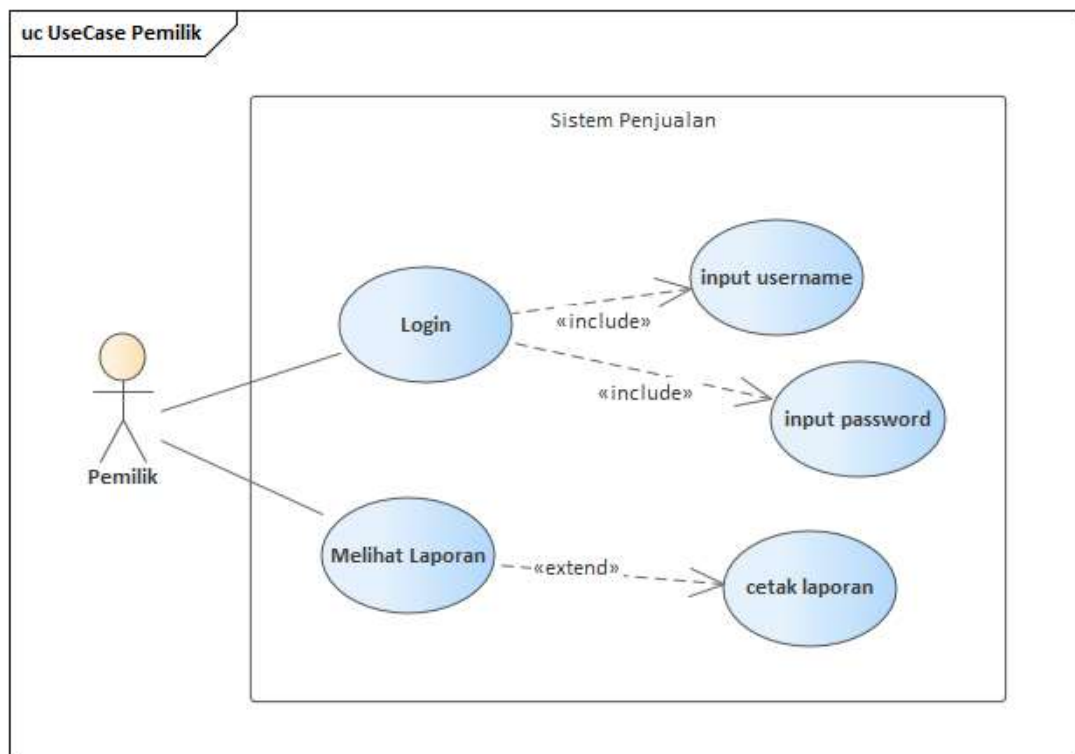 uc UseCase Pemilik
Sistem Penjualan
input username
Login
«include»
«include»
input password
Pemilik
Melihat Laporan
«extend»
cetak laporan